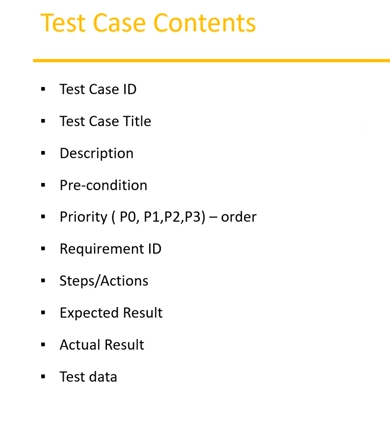 Test Case Contents
▪ Test Case ID
▪ Test Case Title
▪ Description
▪ Pre-condition
▪ Priority ( P0, P1,P2,P3) – order
▪ Requirement ID
▪ Steps/Actions
▪ Expected Result
▪ Actual Result
▪ Test data